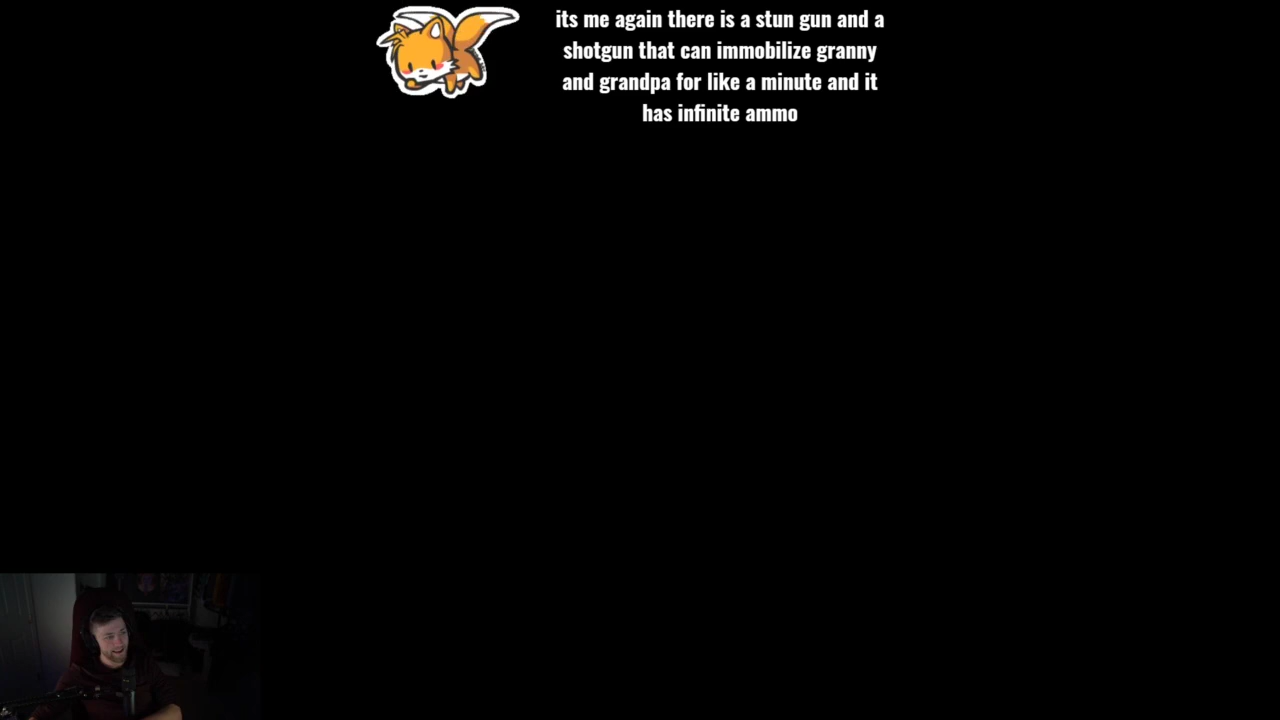 its me again there is a stun gun and a
shotgun that can immobilize granny
and grandpa for like a minute and it
has infinite ammo